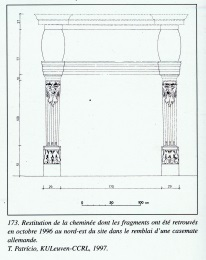 173. Restitution de la cheminée dont les fragments ont été retrouvés
en octobre 1996 au nord-est du site dans le remblai d'une casemate
allemande.
T. Patrício, KULeuven-CCRL, 1997.